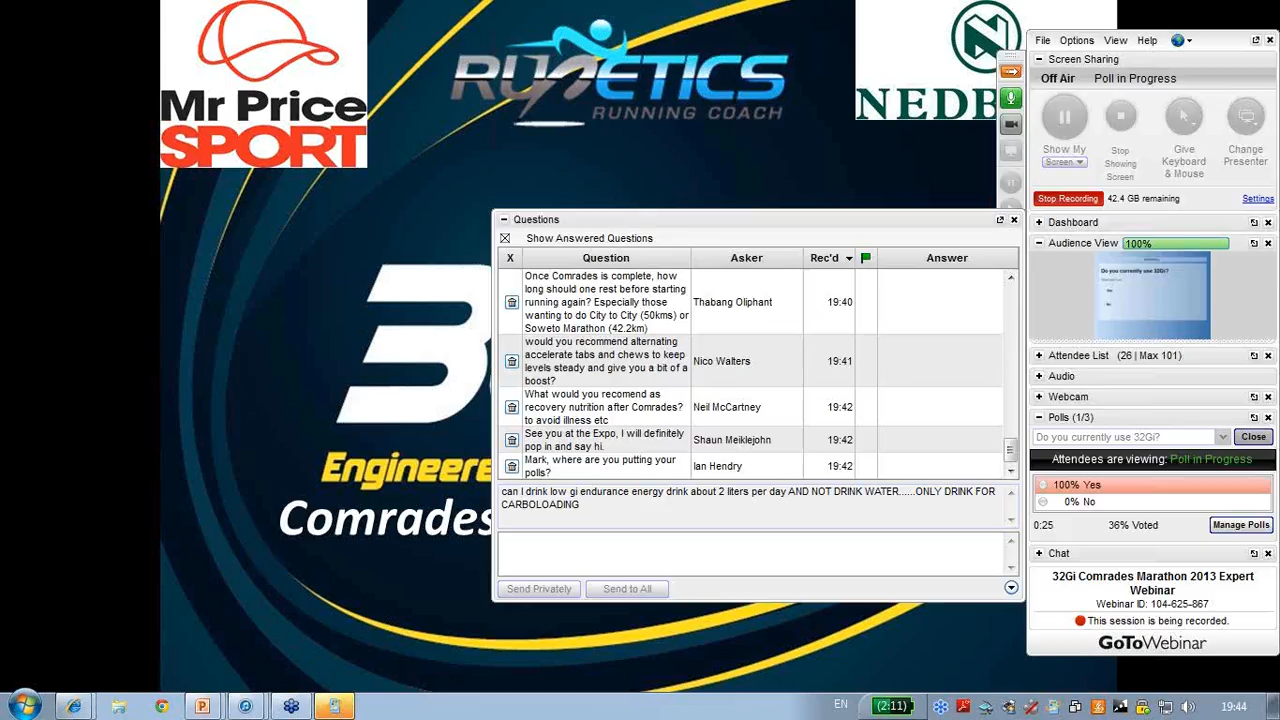 Mr Price
SPORT
RUNETICS
RUNNING COACH
NEDB
3
Engineere
Comrades
Questions
Show Answered Questions
X Question Asker Rec'd Answer
Once Comrades is complete, how
long should one rest before starting
running again? Especially those
wanting to do City to City (50kms) or
Soweto Marathon (42.2km)
Thabang Oliphant 19:40
would you recommend alternating
accelerate tabs and chews to keep
levels steady and give you a bit of a
boost?
Nico Walters 19:41
What would you recomend as
recovery nutrition after Comrades?
to avoid illness etc
Neil McCartney 19:42
See you at the Expo, I will definitely
pop in and say hi.
Shaun Meiklejohn 19:42
Mark, where are you putting your
polls?
Ian Hendry 19:42
can I drink low gi endurance energy drink about 2 liters per day AND NOT DRINK WATER......ONLY DRINK FOR
CARBOLOADING
Send Privately Send to All
File Options View Help
Screen Sharing
Off Air Poll in Progress
Show My
Screen
Stop
Showing
Screen
Give
Keyboard
& Mouse
Change
Presenter
Stop Recording 42.4 GB remaining Settings
Dashboard
Audience View 100%
Do you currently use 32Gi?
Attendee List (26 | Max 101)
Audio
Webcam
Polls (1/3)
Do you currently use 32Gi? Close
Attendees are viewing: Poll in Progress
100% Yes
0% No
0:25 36% Voted Manage Polls
Chat
32Gi Comrades Marathon 2013 Expert
Webinar
Webinar ID: 104-625-867
This session is being recorded.
GoToWebinar
EN (2:11) 19:44